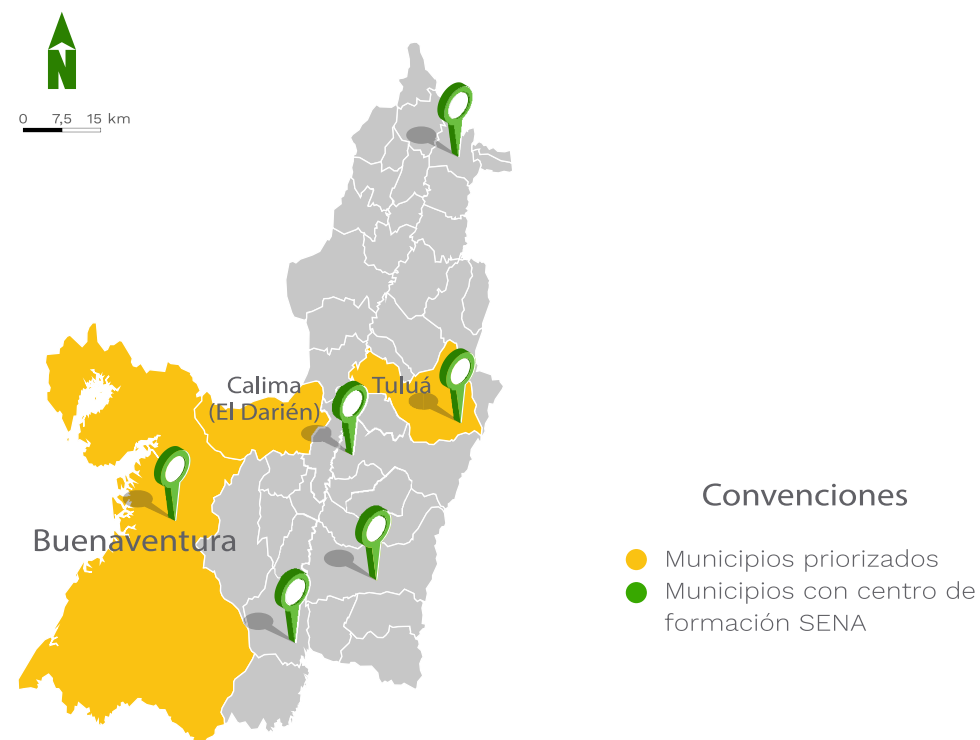 N
0 7,5 15 km
Calima
(El Darién)
Tuluá
Buenaventura
Convenciones
Municipios priorizados
Municipios con centro de
formación SENA